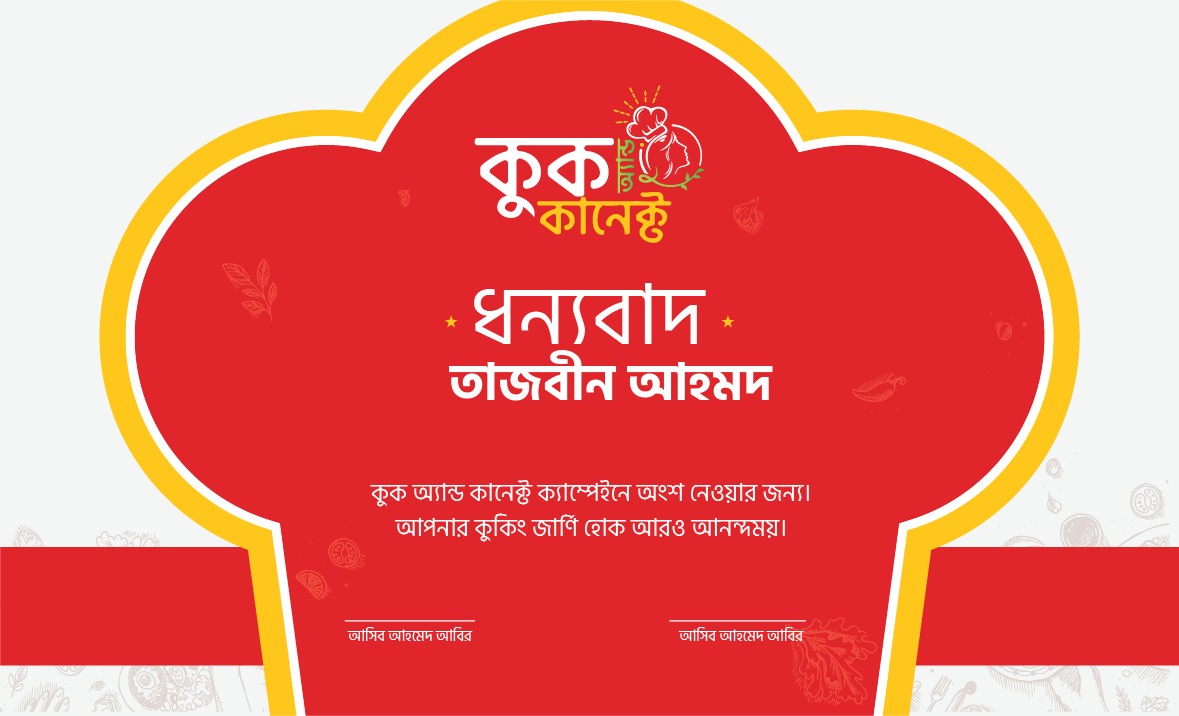 কুক অ্যান্ড
কানেক্ট
ধন্যবাদ
তাজবীন আহমদ
কুক অ্যান্ড কানেক্ট ক্যাম্পেইনে অংশ নেওয়ার জন্য।
আপনার কুকিং জার্ণি হোক আরও আনন্দময়।
আসিব আহমেদ আবির
আসিব আহমেদ আবির